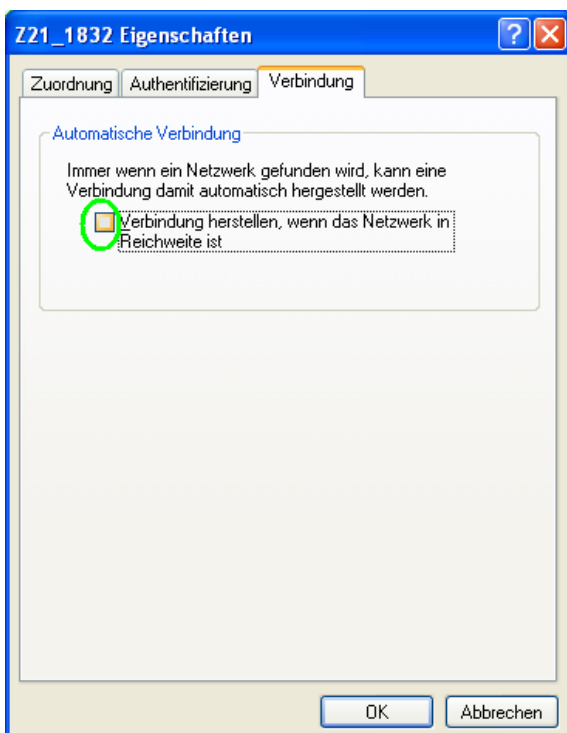 Z21_1832 Eigenschaften
Zuordnung Authentifizierung Verbindung
Automatische Verbindung
Immer wenn ein Netzwerk gefunden wird, kann eine
Verbindung damit automatisch hergestellt werden.
Verbindung herstellen, wenn das Netzwerk in
Reichweite ist
OK Abbrechen